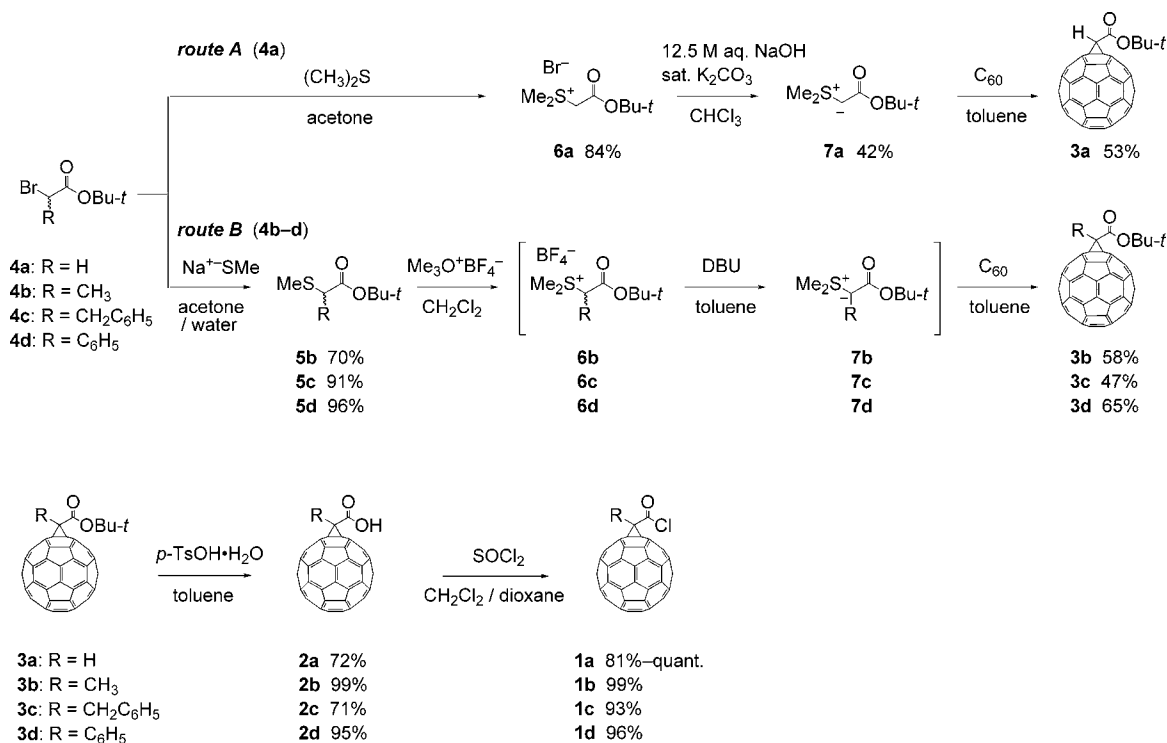 route A (4a)
(CH3)2S
acetone
Br−
Me2S+
O
OBu-t
6a 84%
12.5 M aq. NaOH
sat. K2CO3
CHCl3
Me2S+
−
O
OBu-t
7a 42%
C60
toluene
H
O
OBu-t
3a 53%
Br
O
OBu-t
R
4a: R = H
4b: R = CH3
4c: R = CH2C6H5
4d: R = C6H5
route B (4b–d)
Na+−SMe
acetone
/ water
MeS
O
OBu-t
R
5b 70%
5c 91%
5d 96%
Me3O+BF4−
CH2Cl2
BF4−
Me2S+
O
OBu-t
R
6b
6c
6d
DBU
toluene
Me2S+
−
O
OBu-t
R
7b
7c
7d
C60
toluene
R
O
OBu-t
3b 58%
3c 47%
3d 65%
R
O
OBu-t
3a: R = H
3b: R = CH3
3c: R = CH2C6H5
3d: R = C6H5
p-TsOH•H2O
toluene
R
O
OH
2a 72%
2b 99%
2c 71%
2d 95%
SOCl2
CH2Cl2 / dioxane
R
O
Cl
1a 81%–quant.
1b 99%
1c 93%
1d 96%